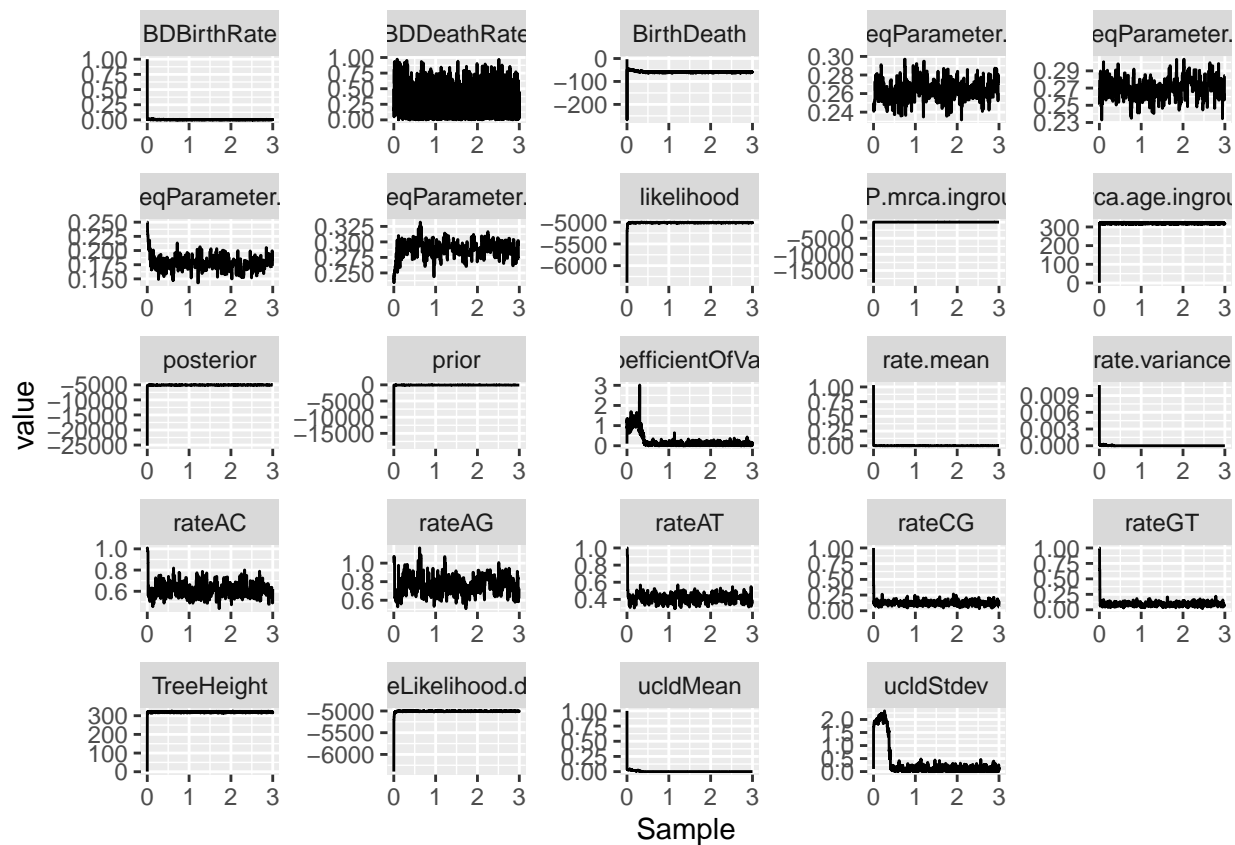 BDBirthRate BDDeathRate BirthDeath eqParameter. eqParameter.
1.00 0.75 0.50 0.25 0.00
1.00 0.75 0.50 0.25 0.00
0 −100 −200
0.30 0.28 0.26 0.24
0.29 0.27 0.25 0.23
0 1 2 3 0 1 2 3 0 1 2 3 0 1 2 3 0 1 2 3
eqParameter. eqParameter. likelihood P.mrca.ingrou ca.age.ingrou
0.250 0.225 0.200 0.175 0.150
0.325 0.300 0.275 0.250
−5000 −5500 −6000
0 −5000 −10000 −15000
300 200 100 0
0 1 2 3 0 1 2 3 0 1 2 3 0 1 2 3 0 1 2 3
posterior prior oefficientOfVa rate.mean rate.variance
−5000 −10000 −15000 −20000 −25000
0 −5000 −10000 −15000
3 2 1 0
1.00 0.75 0.50 0.25 0.00
0.009 0.006 0.003 0.000
0 1 2 3 0 1 2 3 0 1 2 3 0 1 2 3 0 1 2 3
rateAC rateAG rateAT rateCG rateGT
1.0 0.8 0.6
1.0 0.8 0.6
1.0 0.8 0.6 0.4
1.00 0.75 0.50 0.25 0.00
1.00 0.75 0.50 0.25 0.00
0 1 2 3 0 1 2 3 0 1 2 3 0 1 2 3 0 1 2 3
TreeHeight eLikelihood.d ucldMean ucldStdev
300 200 100 0
−5000 −5500 −6000
1.00 0.75 0.50 0.25 0.00
2.0 1.5 1.0 0.5 0.0
0 1 2 3 0 1 2 3 0 1 2 3 0 1 2 3
value
Sample